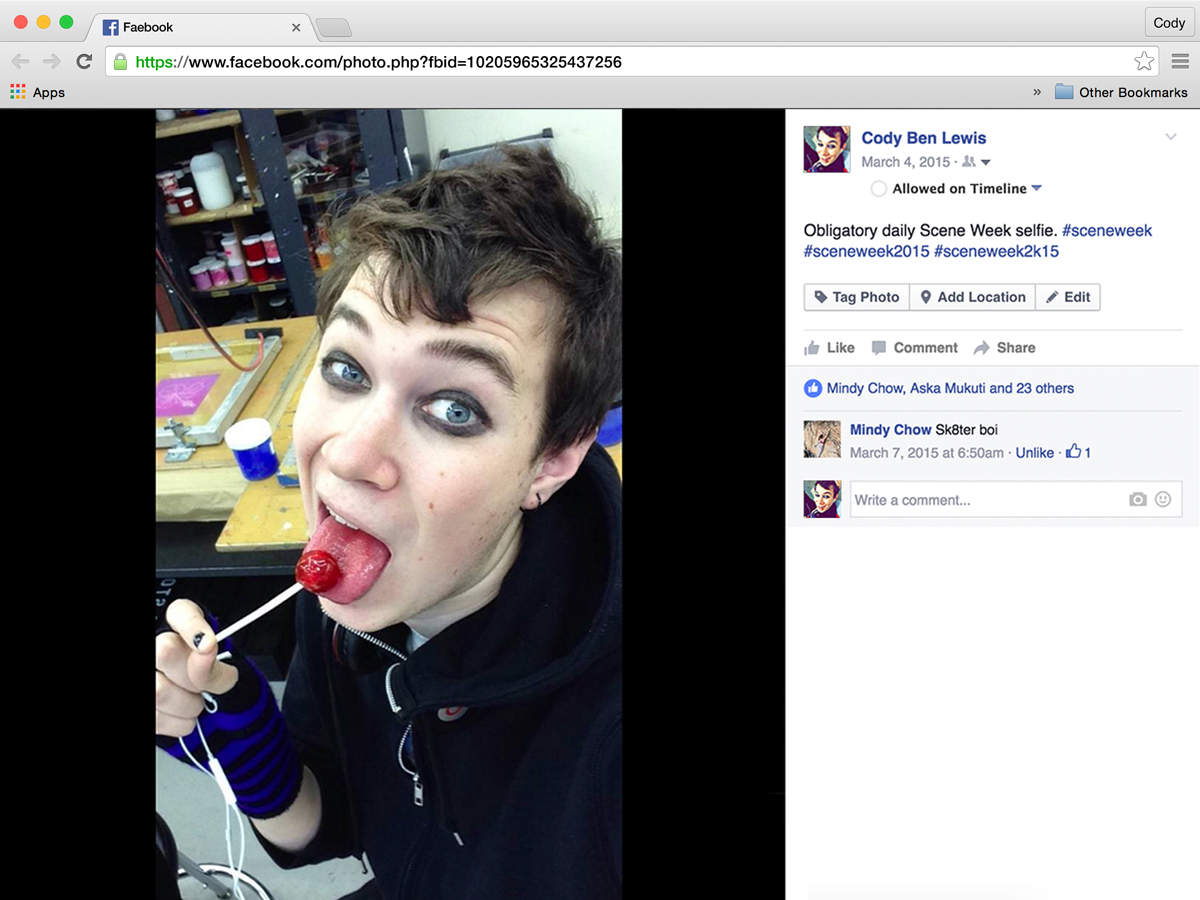 Faebook
Cody
https://www.facebook.com/photo.php?fbid=10205965325437256
Apps
» Other Bookmarks
Cody Ben Lewis
March 4, 2015 ·
Allowed on Timeline
Obligatory daily Scene Week selfie. #sceneweek
#sceneweek2015 #sceneweek2k15
Tag Photo Add Location Edit
Like Comment Share
Mindy Chow, Aska Mukuti and 23 others
Mindy Chow Sk8ter boi
March 7, 2015 at 6:50am · Unlike · 1
Write a comment...